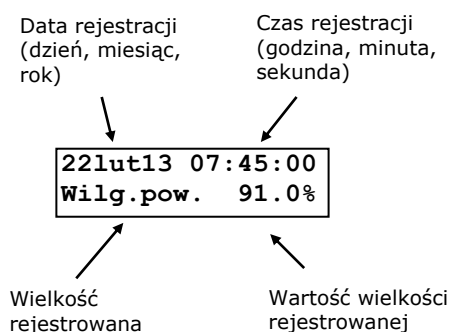 Data rejestracji
(dzień, miesiąc,
rok)
Czas rejestracji
(godzina, minuta,
sekunda)
22lut13 07:45:00
Wilg.pow. 91.0%
Wielkość
rejestrowana
Wartość wielkości
rejestrowanej